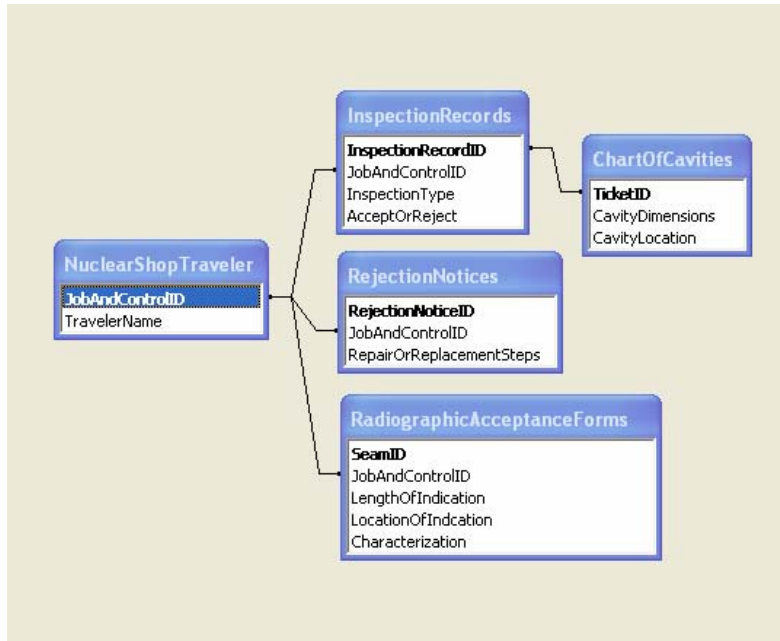 InspectionRecords
InspectionRecordID
JobAndControlID
InspectionType
AcceptOrReject
ChartOfCavities
TicketID
CavityDimensions
CavityLocation
NuclearShopTraveler
JobAndControlID
TravelerName
RejectionNotices
RejectionNoticeID
JobAndControlID
RepairOrReplacementSteps
RadiographicAcceptanceForms
SeamID
JobAndControlID
LengthOfIndication
LocationOfIndcation
Characterization